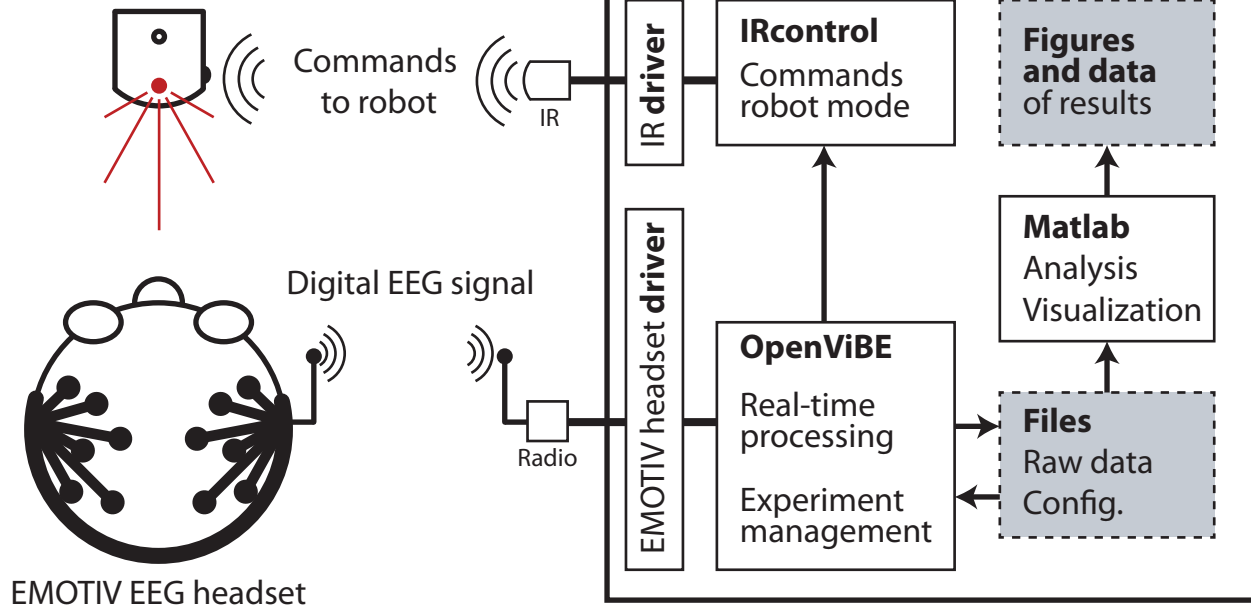 Commands
to robot
IR
IR driver
IRcontrol
Commands
robot mode
Figures
and data
of results
Digital EEG signal
Radio
EMOTIV headset driver
OpenViBE
Real-time
processing
Experiment
management
Matlab
Analysis
Visualization
Files
Raw data
Config.
EMOTIV EEG headset